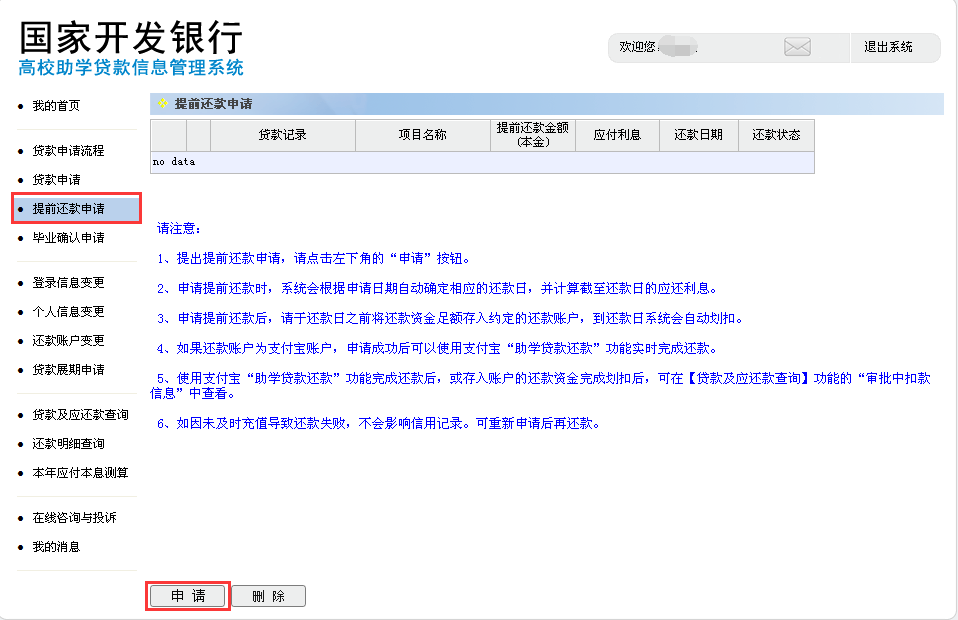 国家开发银行
高校助学贷款信息管理系统
欢迎您:
退出系统
我的首页
贷款申请流程
贷款申请
提前还款申请
毕业确认申请
登录信息变更
个人信息变更
还款账户变更
贷款展期申请
贷款及应还款查询
还款明细查询
本年应付本息测算
在线咨询与投诉
我的消息
提前还款申请
贷款记录 项目名称 提前还款金额 应付利息 还款日期 还款状态
(本金)
no data
请注意:
1、提出提前还款申请，请点击左下角的“申请”按钮。
2、申请提前还款时，系统会根据申请日期自动确定相应的还款日，并计算截至还款日的应还利息。
3、申请提前还款后，请于还款日之前将还款资金足额存入约定的还款账户，到还款日系统会自动划扣。
4、如果还款账户为支付宝账户，申请成功后可以使用支付宝“助学贷款还款”功能实时完成还款。
5、使用支付宝“助学贷款还款”功能完成还款后，或存入账户的还款资金完成划扣后，可在【贷款及应还款查询】功能的“审批中扣款
信息”中查看。
6、如因未及时充值导致还款失败，不会影响信用记录。可重新申请后再还款。
申 请
删 除